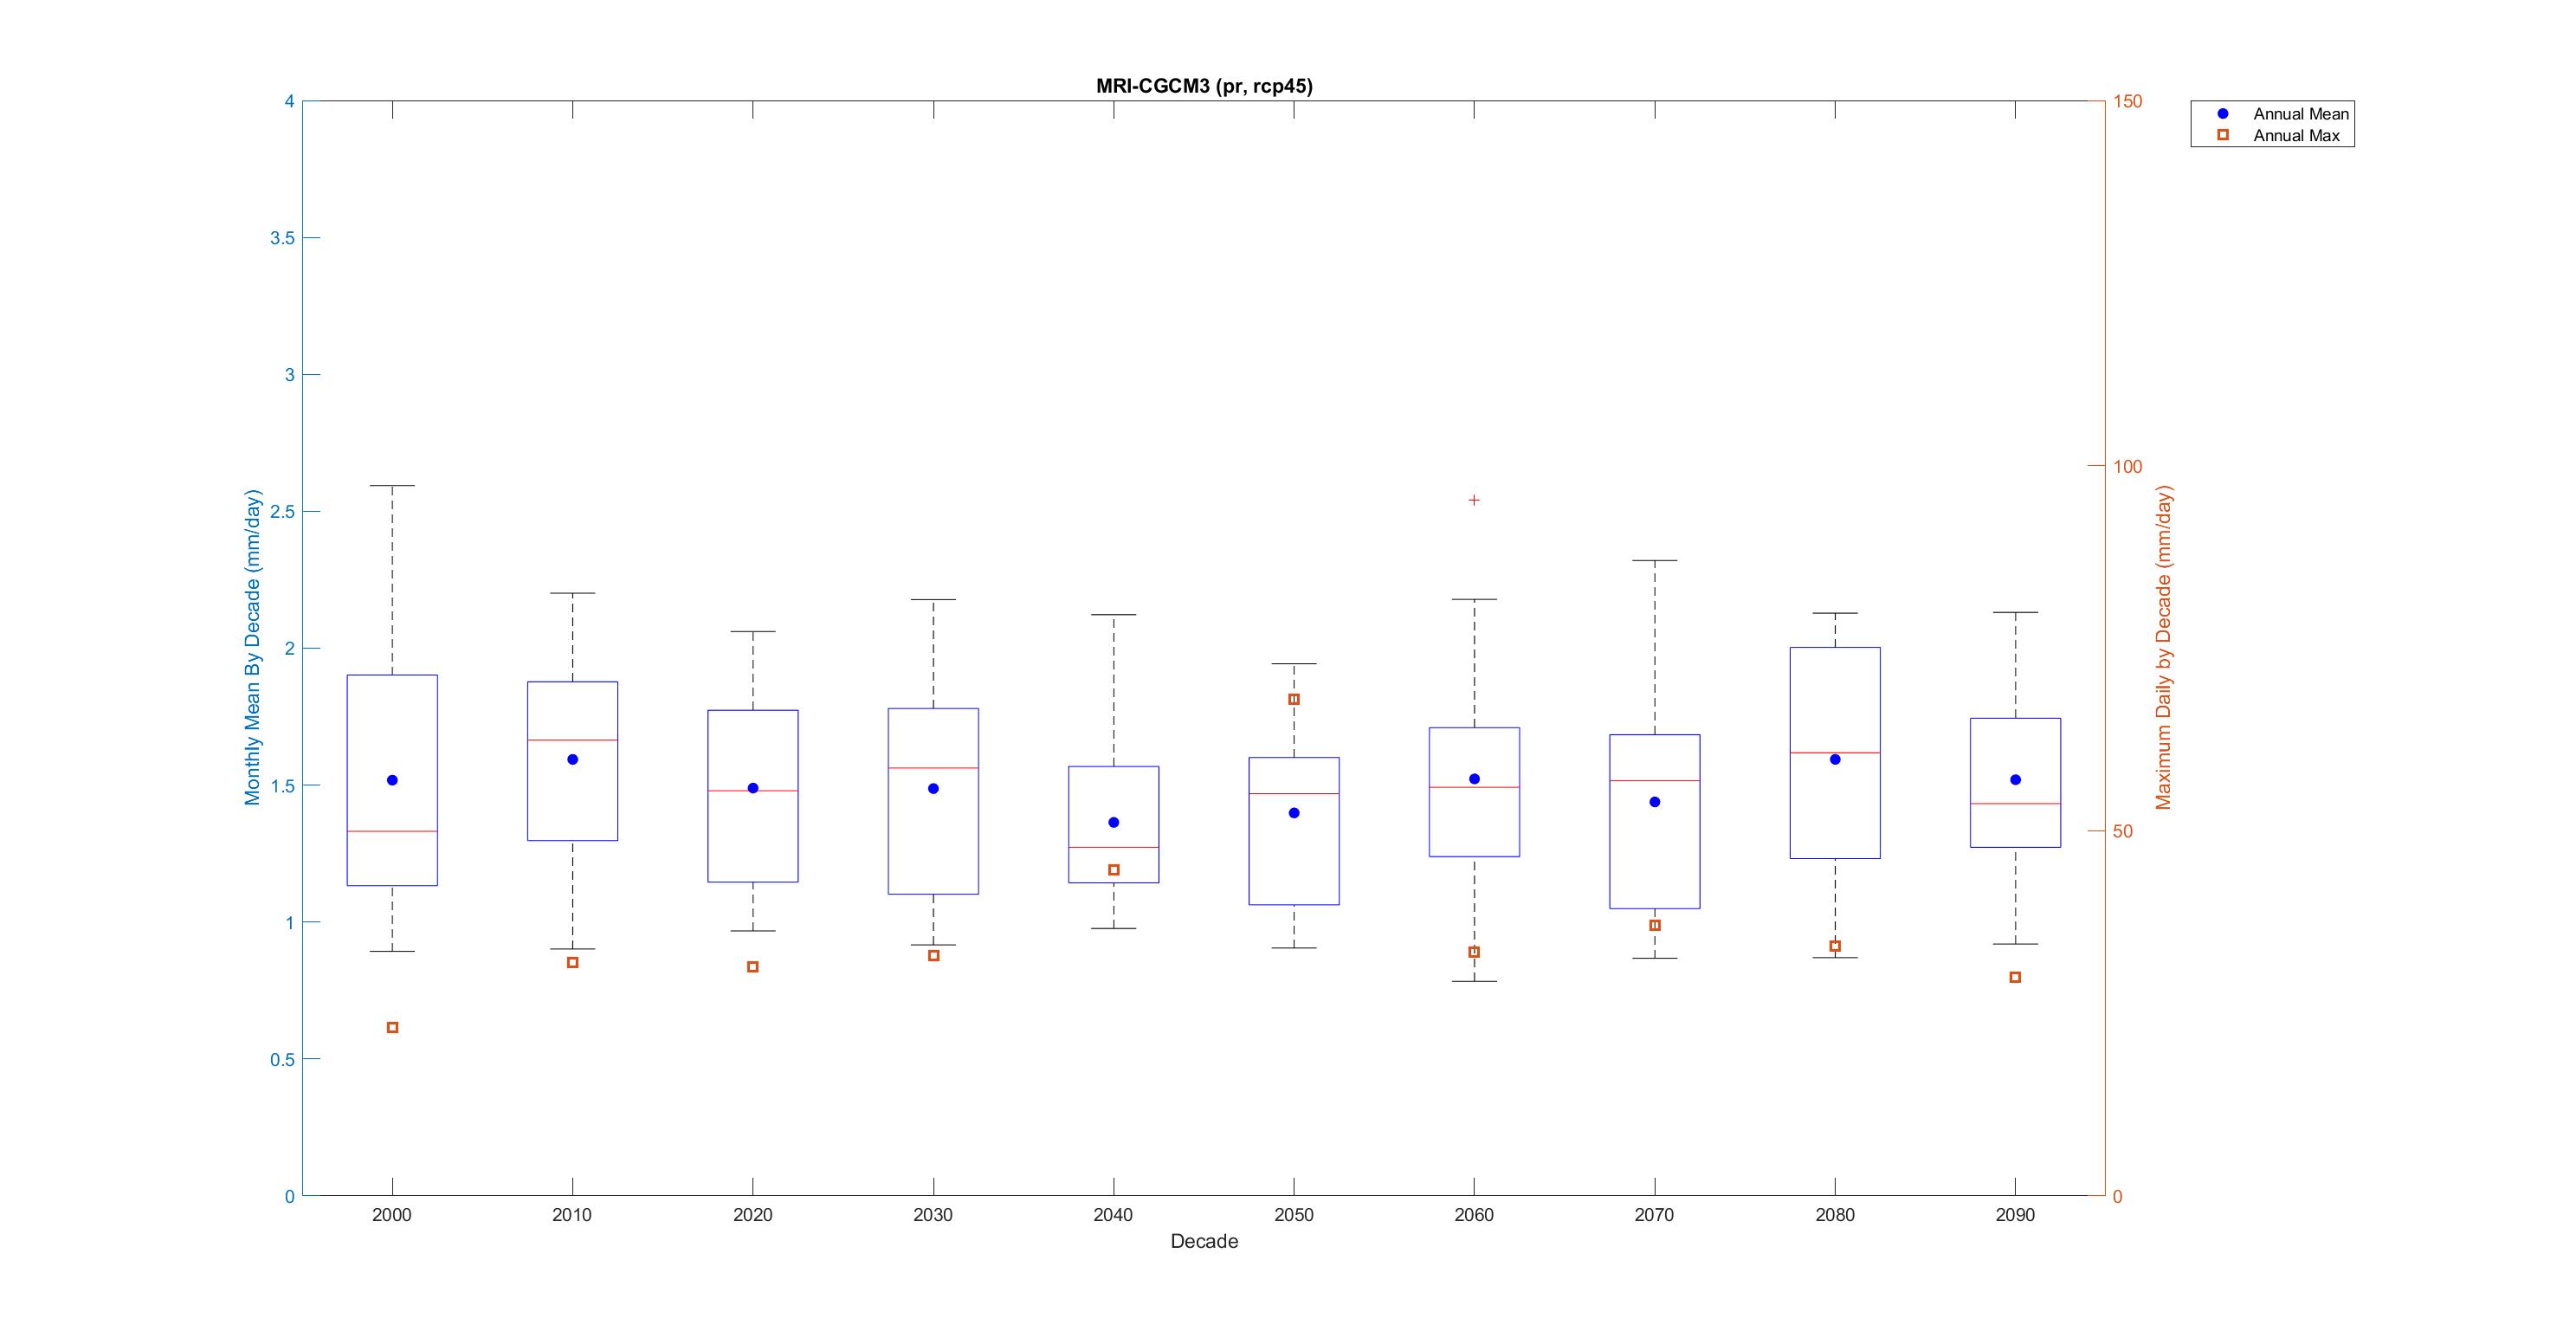 MRI-CGCM3 (pr, rcp45)
Annual Mean
Annual Max
Monthly Mean By Decade (mm/day)
4
3.5
3
2.5
2
1.5
1
0.5
0
150
100
50
0
Maximum Daily by Decade (mm/day)
2000 2010 2020 2030 2040 2050 2060 2070 2080 2090
Decade